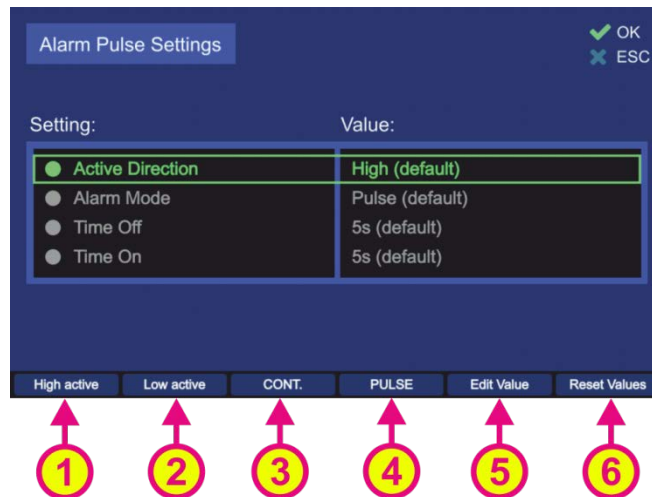 Alarm Pulse Settings
OK
ESC
Setting: Value:
Active Direction High (default)
Alarm Mode Pulse (default)
Time Off 5s (default)
Time On 5s (default)
High active Low active CONT. PULSE Edit Value Reset Values
1 2 3 4 5 6